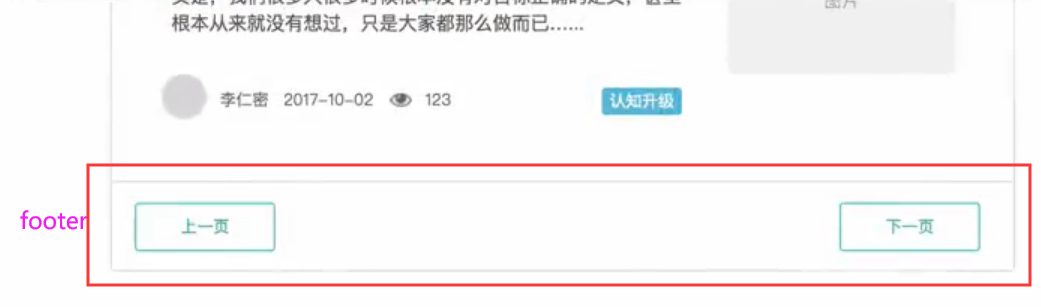 根本从来就没有想过，只是大家都那么做而已......
图片
李仁密 2017-10-02 123
认知升级
footer
上一页
下一页